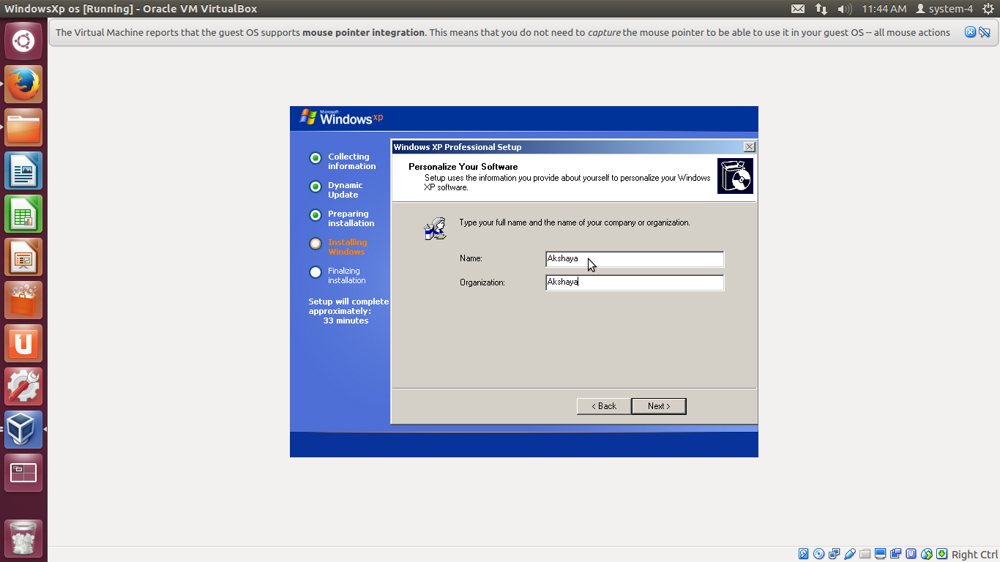 WindowsXp os [Running] - Oracle VM VirtualBox
11:44 AM
system-4
The Virtual Machine reports that the guest OS supports mouse pointer integration. This means that you do not need to capture the mouse pointer to be able to use it in your guest OS -- all mouse actions
Microsoft
Windows xp
Windows XP Professional Setup
Personalize Your Software
Setup uses the information you provide about yourself to personalize your Windows
XP software.
Collecting
information
Dynamic
Update
Preparing
installation
Installing
Windows
Finalizing
installation
Setup will complete
approximately:
33 minutes
Type your full name and the name of your company or organization.
Name: Akshaya
Organization: Akshaya
< Back
Next >
Right Ctrl